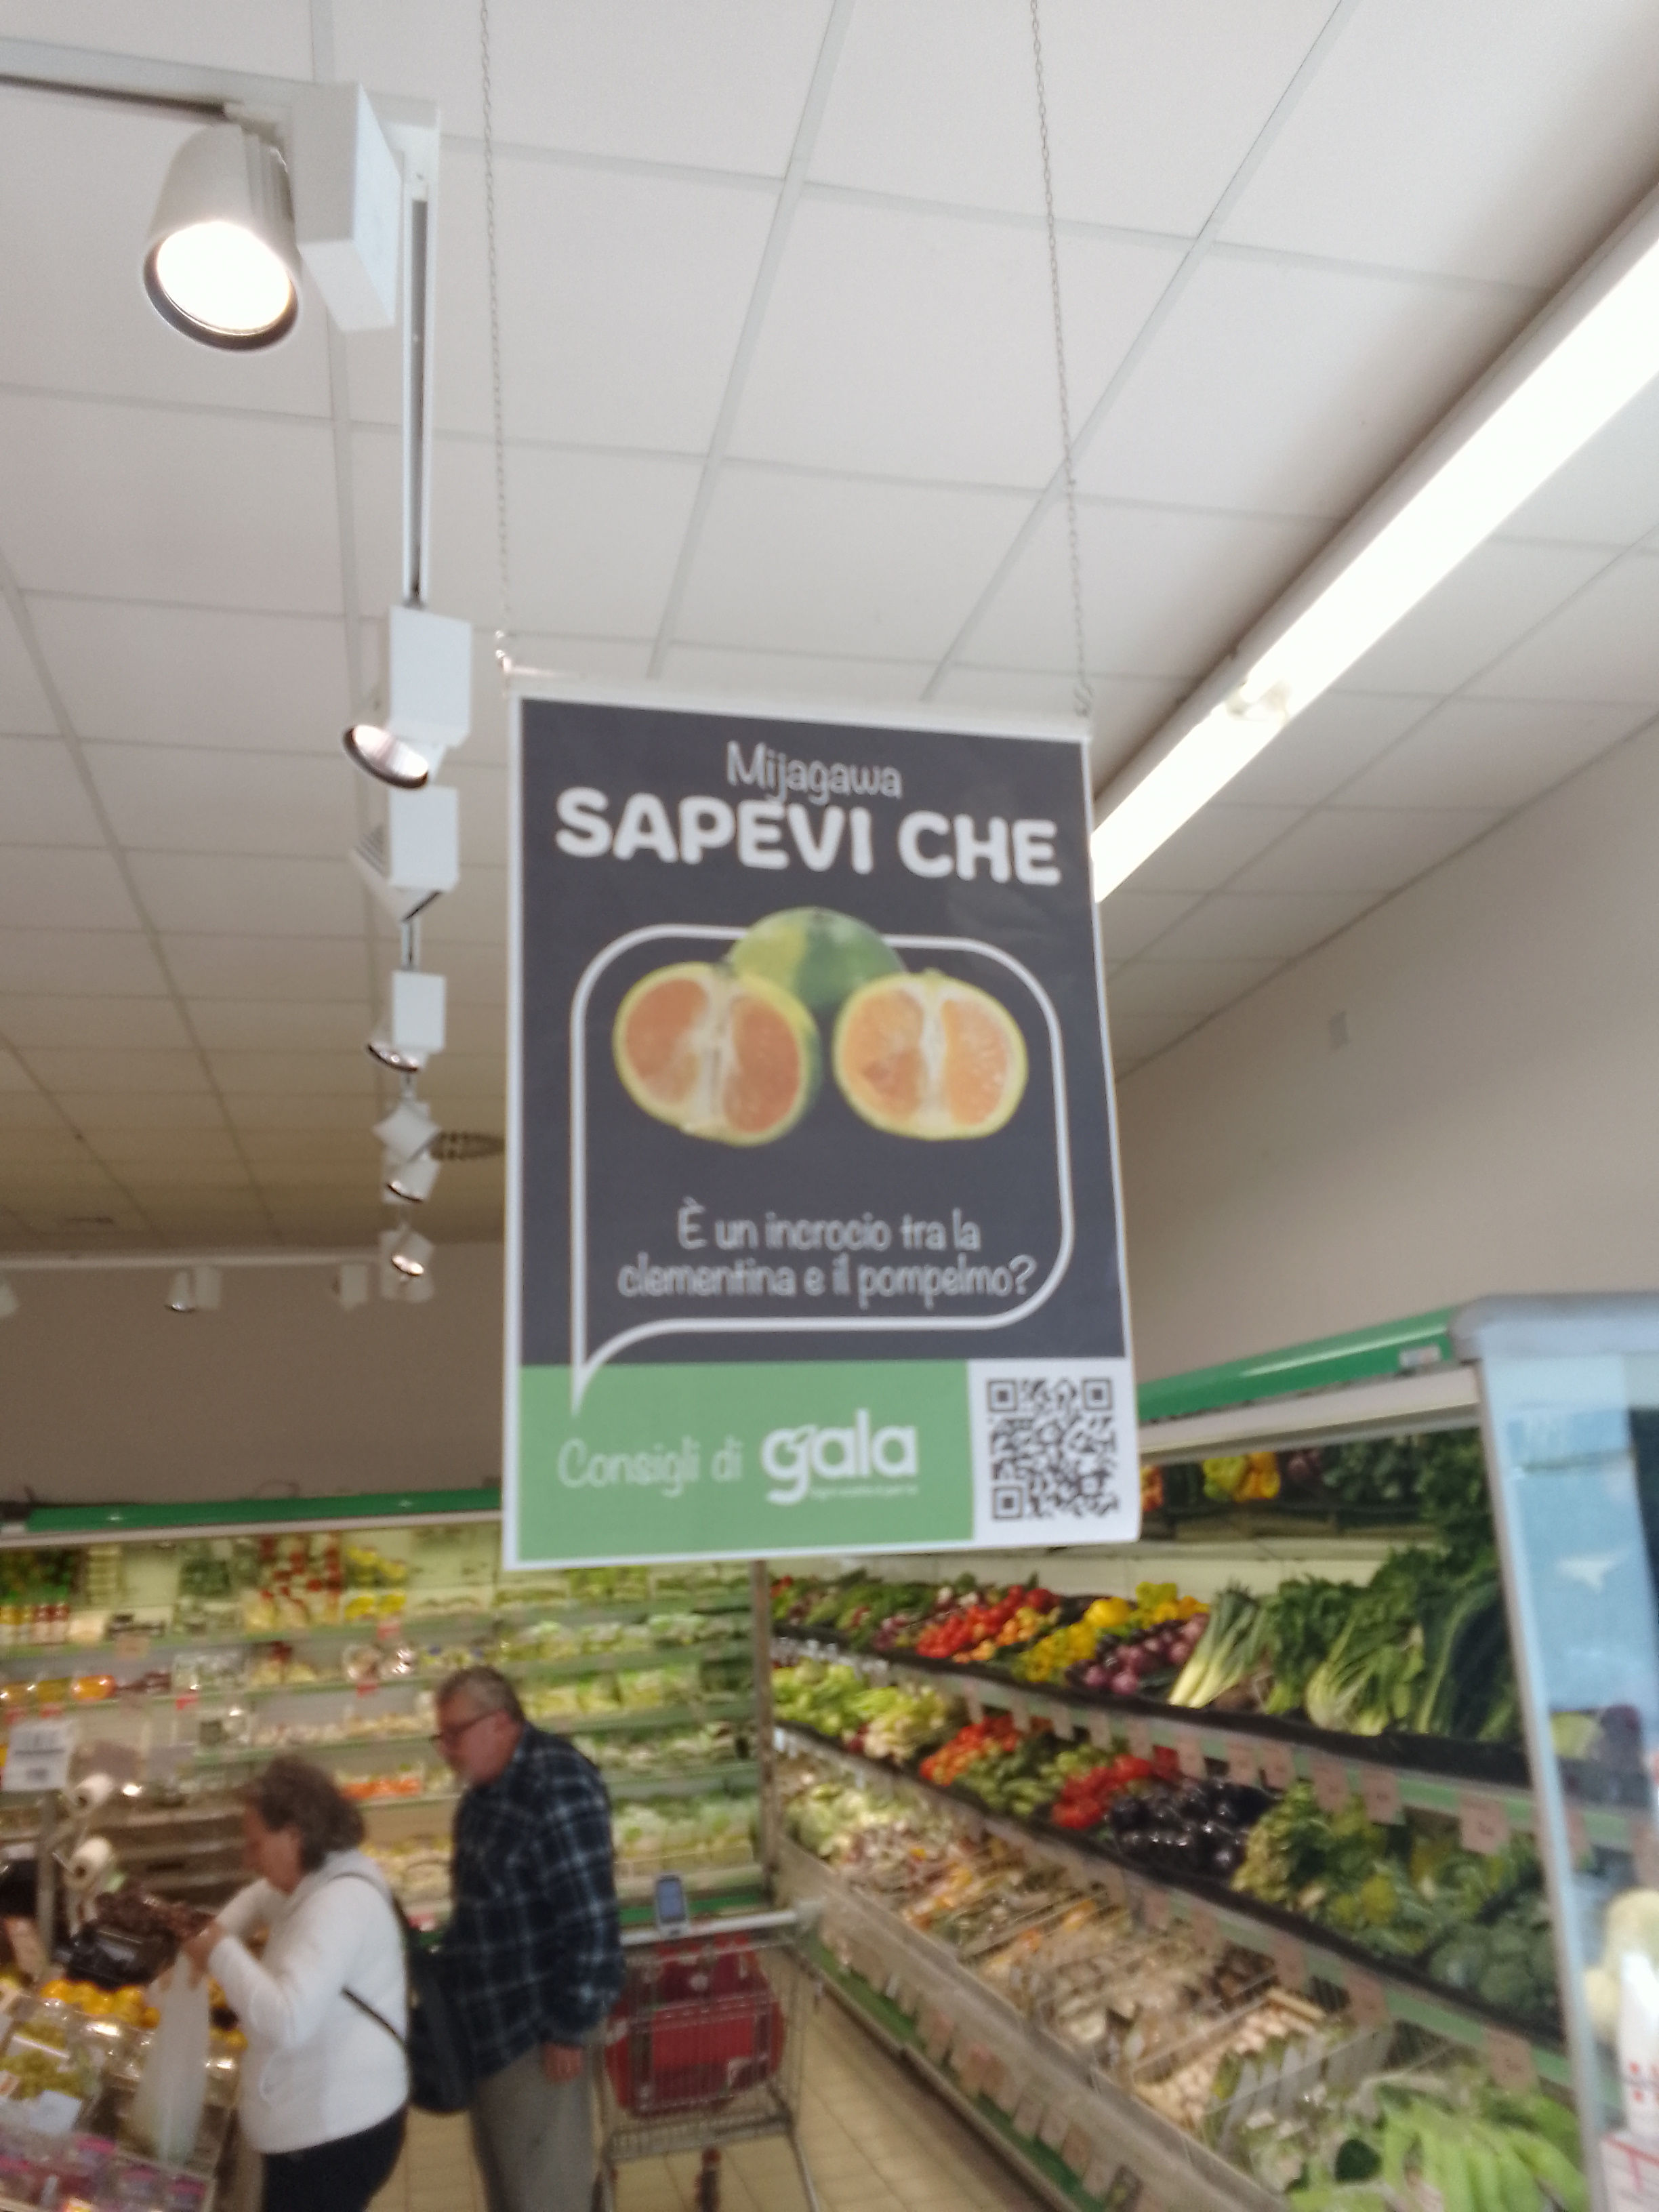 Mijagawa
SAPEVI CHE
È un incrocio tra la
clementina e il pompelmo?
Consigli di gala